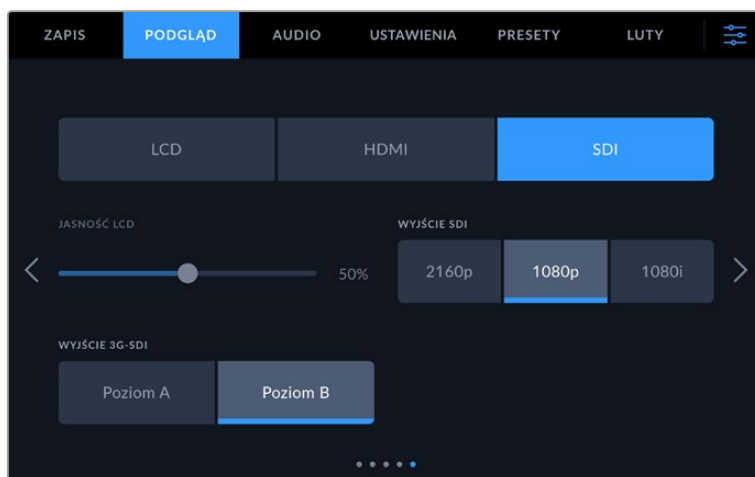 ZAPIS PODGLĄD AUDIO USTAWIENIA PRESETY LUTY
LCD HDMI SDI
JASNOŚĆ LCD WYJŚCIE SDI
50% 2160p 1080p 1080i
WYJŚCIE 3G-SDI
Poziom A Poziom B